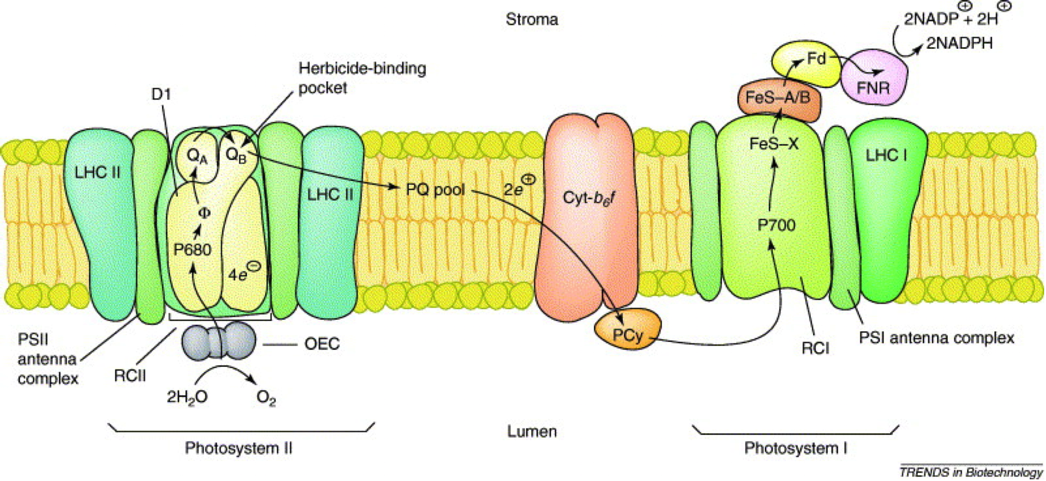 Stroma
2NADP⊕ + 2H⊕
2NADPH
Fd
FNR
FeS–A/B
Herbicide-binding
pocket
D1
LHC II
QA
QB
LHC II
Φ
P680
4e⊖
PQ pool
2e⊕
Cyt-b6f
FeS–X
P700
LHC I
PCy
PSII
antenna
complex
RCII
OEC
2H2O
O2
RCI
PSI antenna complex
Photosystem II
Lumen
Photosystem I
TRENDS in Biotechnology